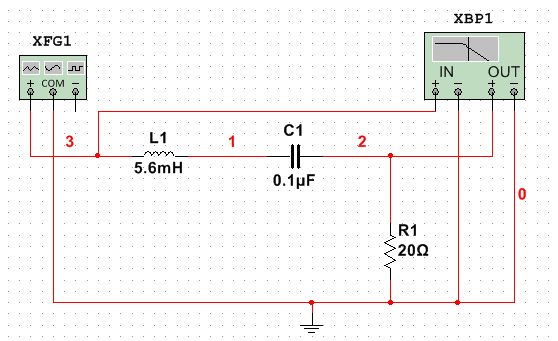 XFG1
XBP1
+ COM −
IN OUT
+ − + −
3
L1
5.6mH
1
C1
0.1µF
2
0
R1
20Ω